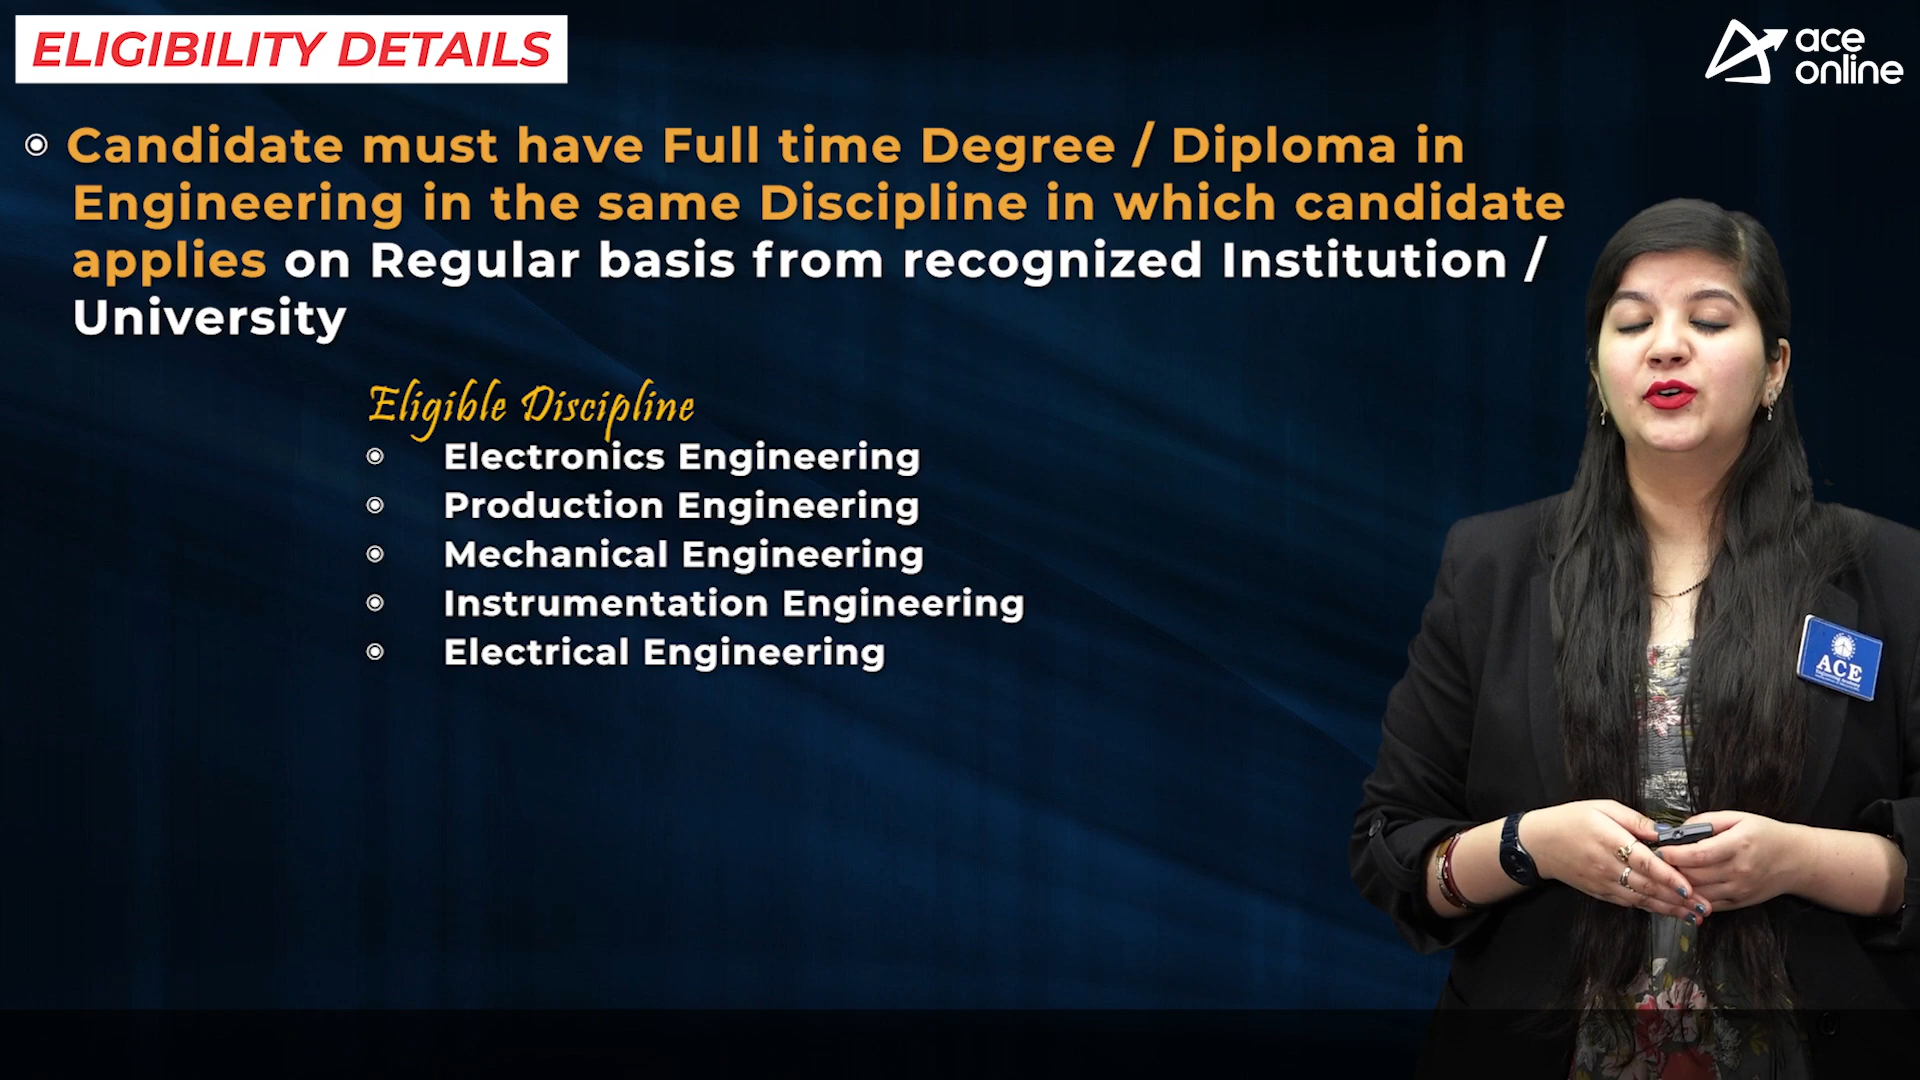 ELIGIBILITY DETAILS
ace
online
Candidate must have Full time Degree / Diploma in
Engineering in the same Discipline in which candidate
applies on Regular basis from recognized Institution /
University
Eligible Discipline
Electronics Engineering
Production Engineering
Mechanical Engineering
Instrumentation Engineering
Electrical Engineering
ACE